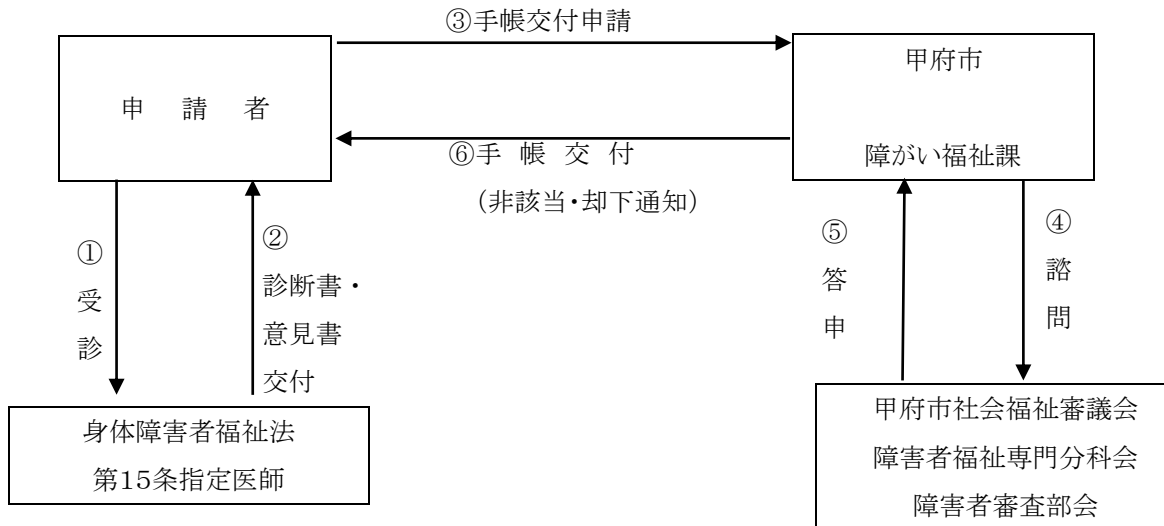 ③手帳交付申請
申　請　者
甲府市
障がい福祉課
⑥手 帳 交 付
（非該当・却下通知）
①受診
②
診断書・
意見書
交付
⑤答申
④諮問
身体障害者福祉法
第15条指定医師
甲府市社会福祉審議会
障害者福祉専門分科会
障害者審査部会